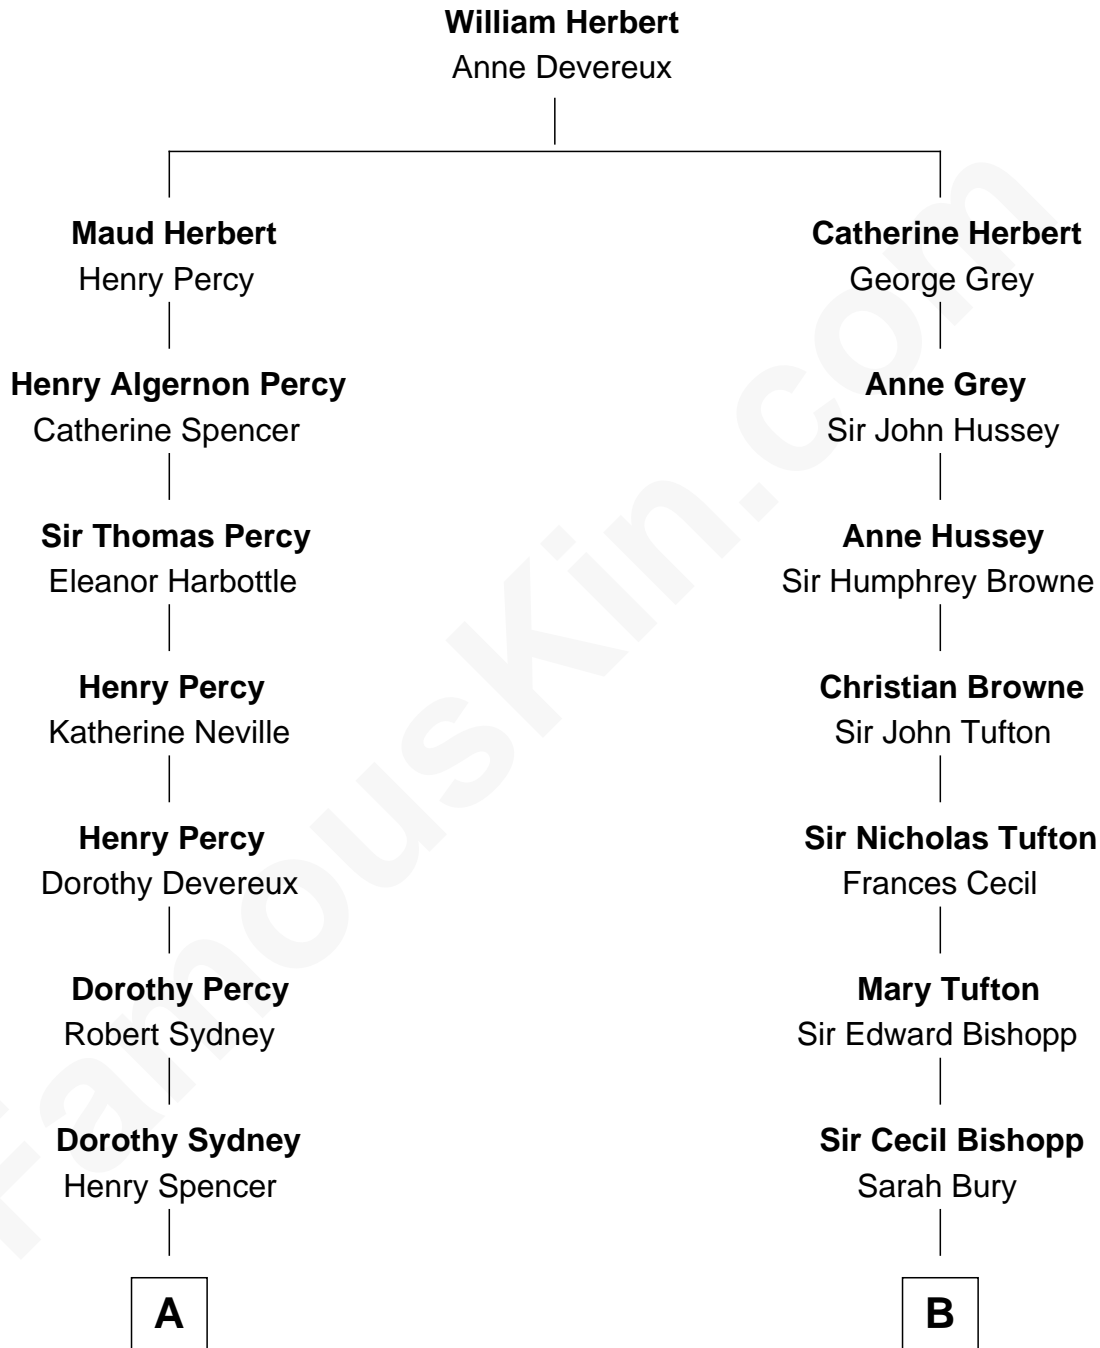 William Herbert
Anne Devereux
Maud Herbert
Henry Percy
Catherine Herbert
George Grey
Henry Algernon Percy
Catherine Spencer
Anne Grey
Sir John Hussey
Sir Thomas Percy
Eleanor Harbottle
Anne Hussey
Sir Humphrey Browne
Henry Percy
Katherine Neville
Christian Browne
Sir John Tufton
Henry Percy
Dorothy Devereux
Sir Nicholas Tufton
Frances Cecil
Dorothy Percy
Robert Sydney
Mary Tufton
Sir Edward Bishopp
Dorothy Sydney
Henry Spencer
Sir Cecil Bishopp
Sarah Bury
A
B
FamousKin.com